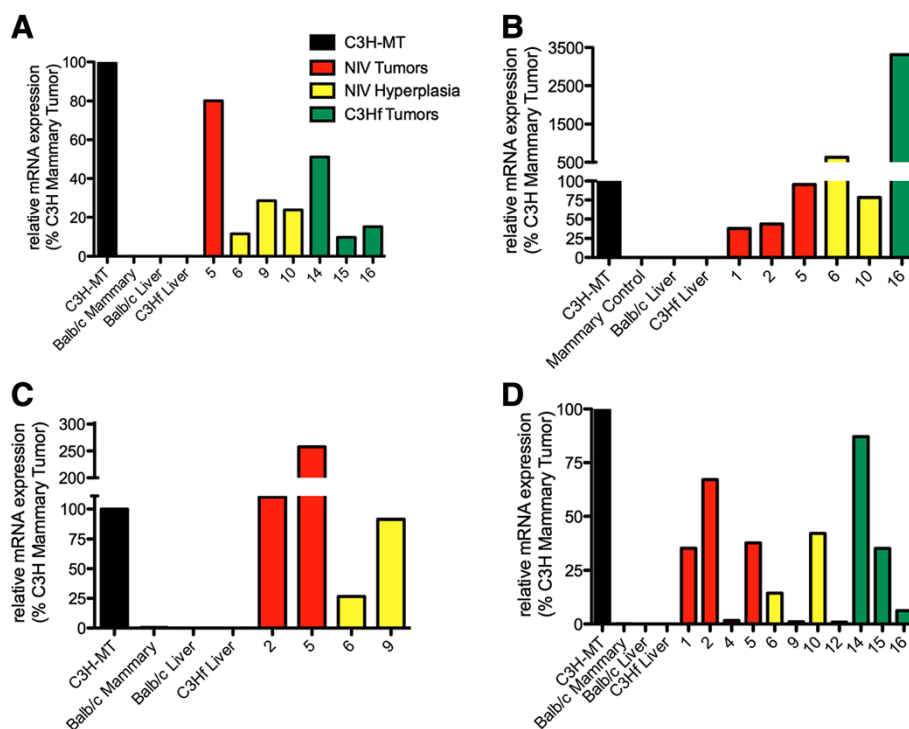 A
relative mRNA expression
(% C3H Mammary Tumor)
100
80
60
40
20
0
C3H-MT
Balb/c Mammary
Balb/c Liver
C3Hf Liver
5
6
9
10
14
15
16
C3H-MT
NIV Tumors
NIV Hyperplasia
C3Hf Tumors
B
relative mRNA expression
(% C3H Mammary Tumor)
3500
2500
1500
500
100
75
50
25
0
C3H-MT
Mammary Control
Balb/c Liver
C3Hf Liver
1
2
5
6
10
16
C
relative mRNA expression
(% C3H Mammary Tumor)
300
250
200
150
100
75
50
25
0
C3H-MT
Balb/c Mammary
Balb/c Liver
C3Hf Liver
2
5
6
9
D
relative mRNA expression
(% C3H Mammary Tumor)
100
75
50
25
0
C3H-MT
Balb/c Mammary
Balb/c Liver
C3Hf Liver
1
2
4
5
6
9
10
12
14
15
16